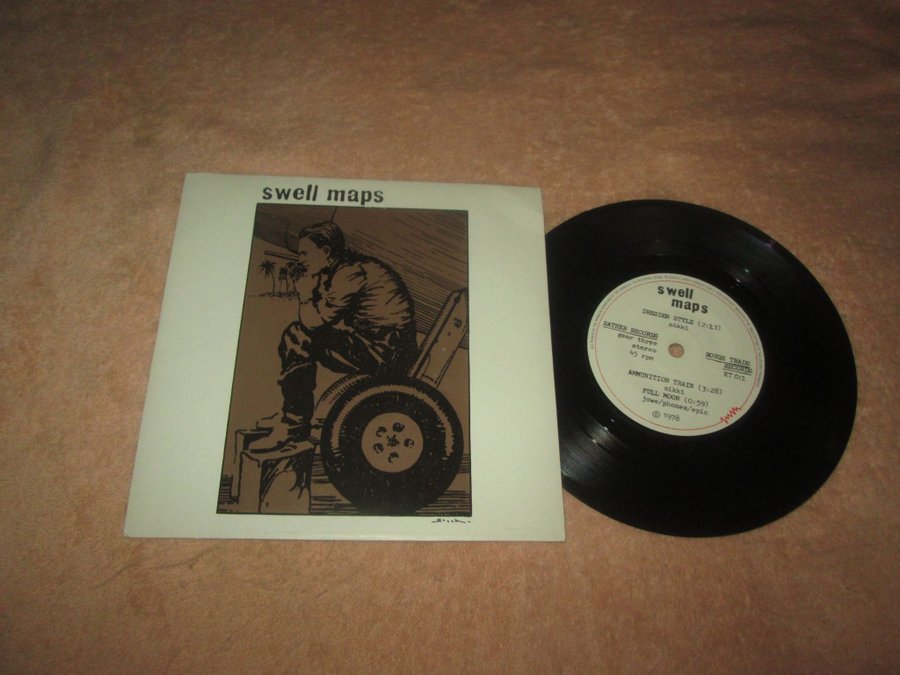 swell maps
swell
maps
DRESDEN STYLE (2:27)
nikki
RATHER RECORDS
gear three
stereo
45 rpm
ROUGH TRADE
RECORDS
RT 012
AMMUNITION TRAIN (3:28)
nikki
FULL MOON (0:59)
jowe/phones/epic
© 1978